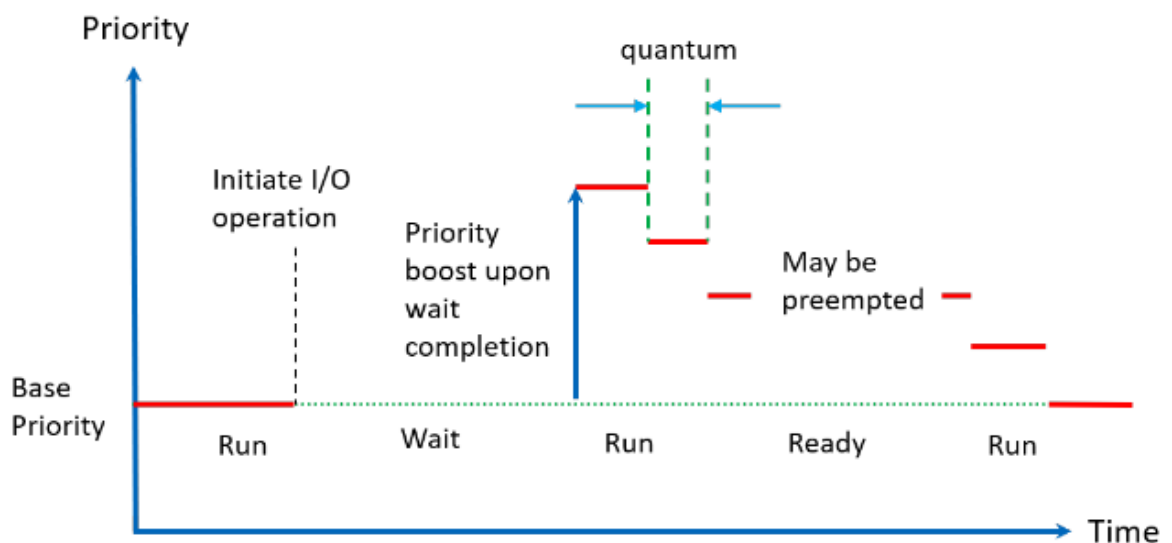 Priority
quantum
Initiate I/O
operation
Priority
boost upon
wait
completion
May be
preempted
Base
Priority
Run
Wait
Run
Ready
Run
Time